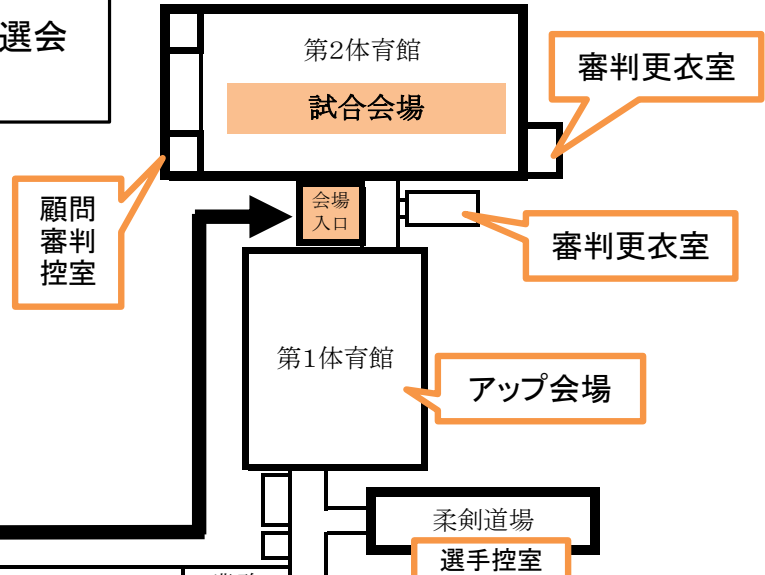 選会
第2体育館
試合会場
審判更衣室
顧問
審判
控室
会場
入口
審判更衣室
第1体育館
アップ会場
柔剣道場
選手控室